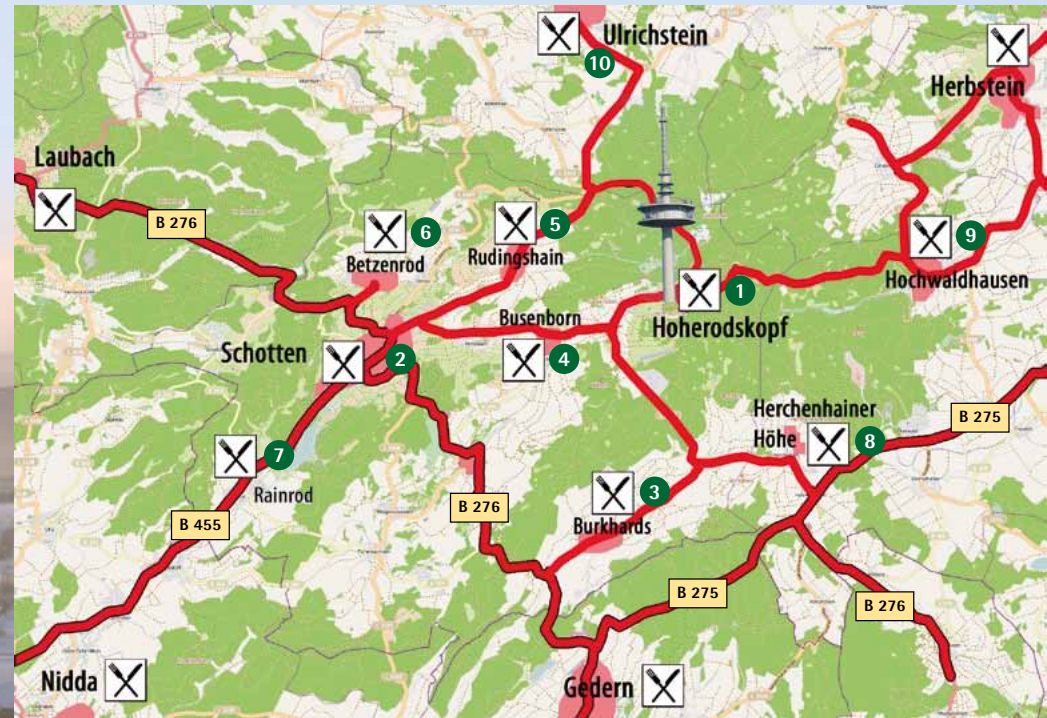 Ulrichstein
10
Herbstein
Laubach
B 276
6
Betzenrod
5
Rudingshain
9
Hochwaldhausen
1
Hoherodskopf
Busenborn
4
Schotten
2
Herchenhainer
Höhe
8
B 275
7
Rainrod
3
Burkhards
B 276
B 455
B 275
B 276
Nidda
Gedern